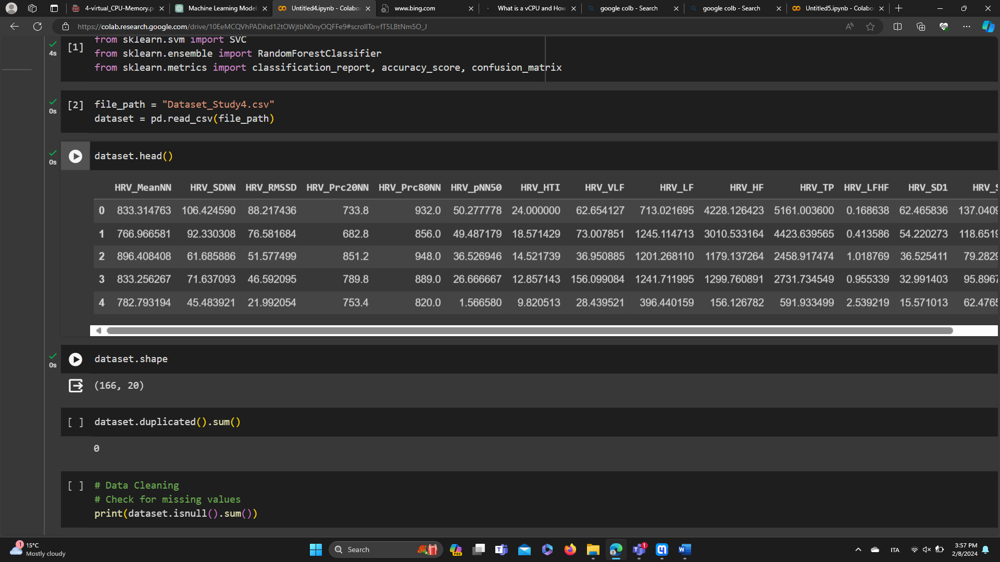 4-virtual_CPU-Memory.p
Machine Learning Model
Untitled4.ipynb - Colabo
www.bing.com
What is a vCPU and How
google colb - Search
google colb - Search
Untitled5.ipynb - Colabo
https://colab.research.google.com/drive/10EeMCQVhPADihd12tOWjtbN0nyOQFFe9#scrollTo=fT5LBtNm5O_J
from sklearn.svm import SVC
4s
[1]
from sklearn.ensemble import RandomForestClassifier
from sklearn.metrics import classification_report, accuracy_score, confusion_matrix
0s
[2]
file_path = "Dataset_Study4.csv"
dataset = pd.read_csv(file_path)
0s
dataset.head()
HRV_MeanNN HRV_SDNN HRV_RMSSD HRV_Prc20NN HRV_Prc80NN HRV_pNN50 HRV_HTI HRV_VLF HRV_LF HRV_HF HRV_TP HRV_LFHF HRV_SD1 HRV_S
0 833.314763 106.424590 88.217436 733.8 932.0 50.277778 24.000000 62.654127 713.021695 4228.126423 5161.003600 0.168638 62.465836 137.0409
1 766.966581 92.330308 76.581684 682.8 856.0 49.487179 18.571429 73.007851 1245.114713 3010.533164 4423.639565 0.413586 54.220273 118.6519
2 896.408408 61.685886 51.577499 851.2 948.0 36.526946 14.521739 36.950885 1201.268110 1179.137264 2458.917474 1.018769 36.525411 79.2829
3 833.256267 71.637093 46.592095 789.8 889.0 26.666667 12.857143 156.099084 1241.711995 1299.760891 2731.734549 0.955339 32.991403 95.8967
4 782.793194 45.483921 21.992054 753.4 820.0 1.566580 9.820513 28.439521 396.440159 156.126782 591.933499 2.539219 15.571013 62.4765
0s
dataset.shape
(166, 20)
[ ]
dataset.duplicated().sum()
0
[ ]
# Data Cleaning
# Check for missing values
print(dataset.isnull().sum())
1
15°C
Mostly cloudy
Search
PRE
1
ITA
3:57 PM
2/8/2024